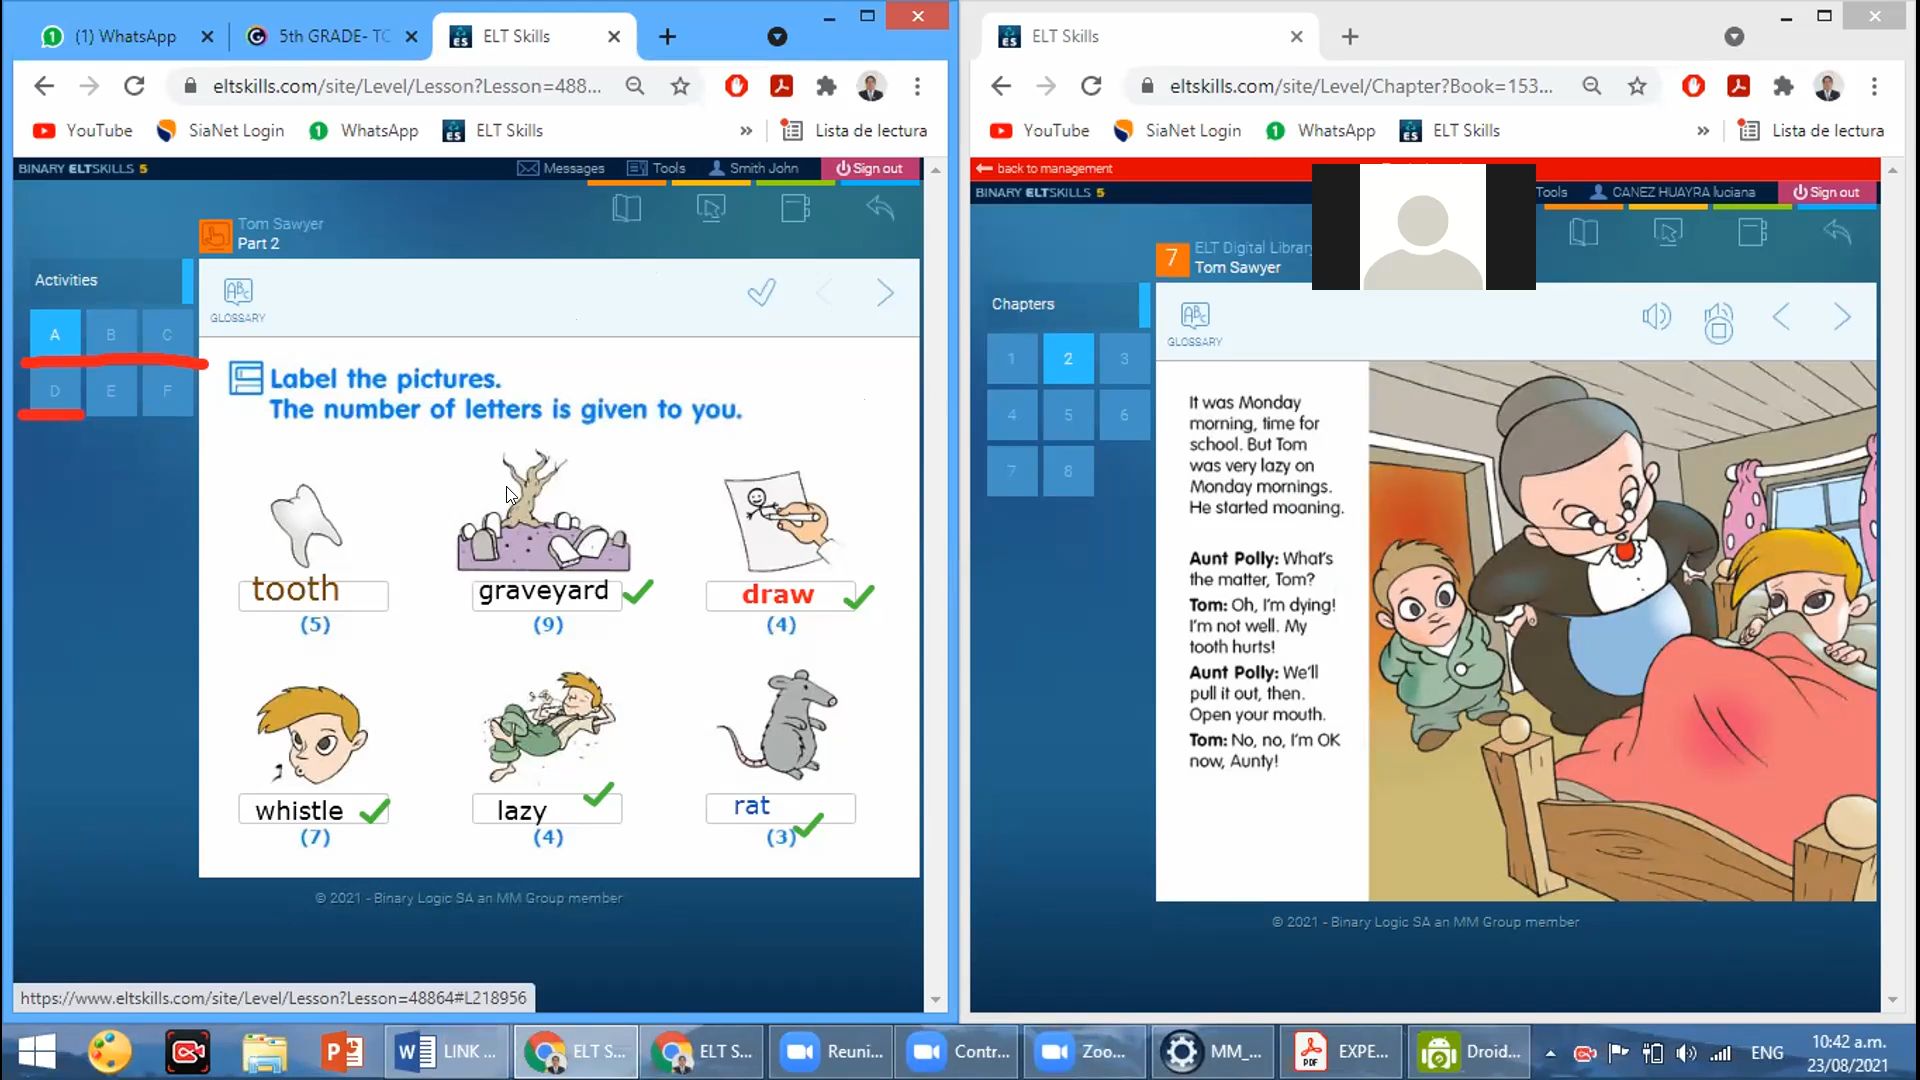 (1) WhatsApp
5th GRADE- TC
ELT Skills
eltskills.com/site/Level/Lesson?Lesson=488...
YouTube
SiaNet Login
WhatsApp
ELT Skills
»
Lista de lectura
BINARY ELTSKILLS 5
Messages
Tools
Smith John
Sign out
Tom Sawyer
Part 2
Activities
A B C
D E F
ABC
GLOSSARY
Label the pictures.
The number of letters is given to you.
tooth
(5)
graveyard
(9)
draw
(4)
whistle
(7)
lazy
(4)
rat
(3)
© 2021 - Binary Logic SA an MM Group member
https://www.eltskills.com/site/Level/Lesson?Lesson=48864#L218956
ELT Skills
eltskills.com/site/Level/Chapter?Book=153...
YouTube
SiaNet Login
WhatsApp
ELT Skills
»
Lista de lectura
back to management
BINARY ELTSKILLS 5
Tools
CANEZ HUAYRA luciana
Sign out
7
ELT Digital Library
Tom Sawyer
Chapters
1 2 3
4 5 6
7 8
ABC
GLOSSARY
It was Monday
morning, time for
school. But Tom
was very lazy on
Monday mornings.
He started moaning.
Aunt Polly: What's
the matter, Tom?
Tom: Oh, I'm dying!
I'm not well. My
tooth hurts!
Aunt Polly: We'll
pull it out, then.
Open your mouth.
Tom: No, no, I'm OK
now, Aunty!
© 2021 - Binary Logic SA an MM Group member
LINK ...
ELT S...
ELT S...
Reuni...
Contr...
Zoo...
MM_...
EXPE...
Droid...
ENG
10:42 a.m.
23/08/2021